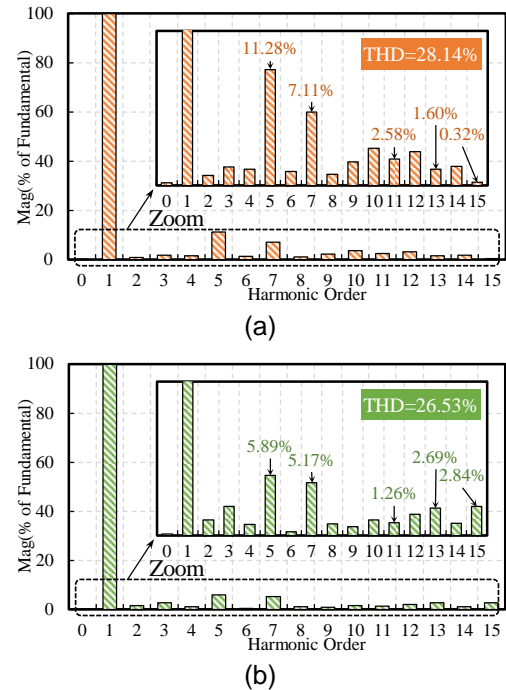 (a)
100
80
60
40
20
0
Mag(% of Fundamental)
THD=28.14%
11.28%
7.11%
2.58%
1.60%
0.32%
0 1 2 3 4 5 6 7 8 9 10 11 12 13 14 15
Zoom
0 1 2 3 4 5 6 7 8 9 10 11 12 13 14 15
Harmonic Order
(a)
100
80
60
40
20
0
Mag(% of Fundamental)
THD=26.53%
5.89%
5.17%
1.26%
2.69%
2.84%
0 1 2 3 4 5 6 7 8 9 10 11 12 13 14 15
Zoom
0 1 2 3 4 5 6 7 8 9 10 11 12 13 14 15
Harmonic Order
(b)